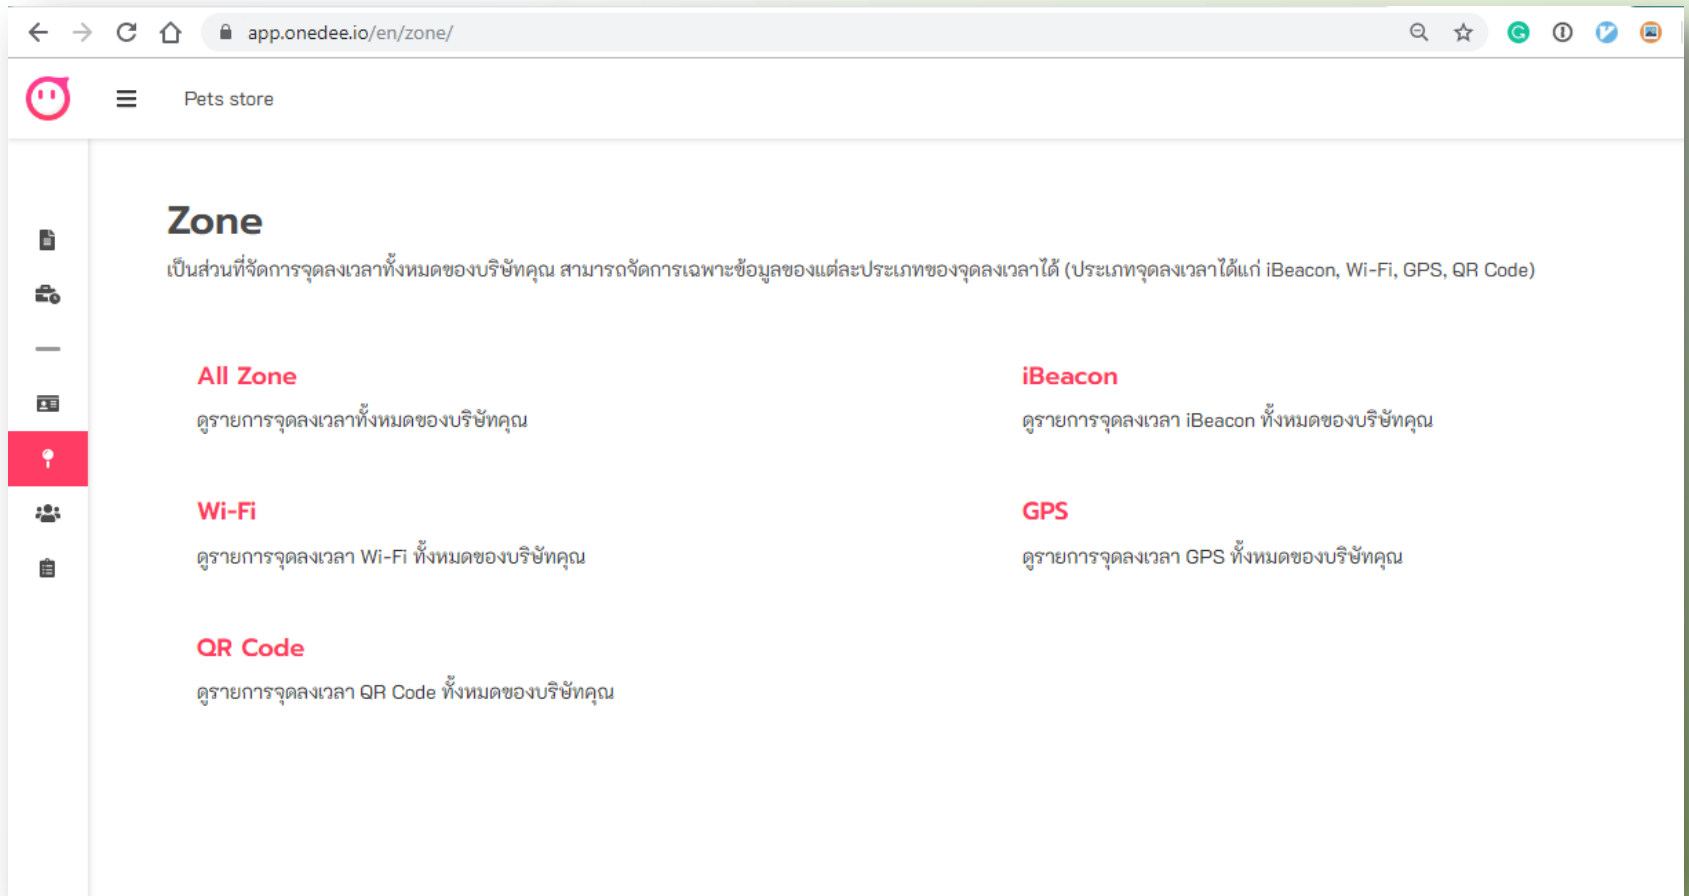 app.onedee.io/en/zone/
Pets store
Zone
เป็นส่วนที่จัดการจุดลงเวลาทั้งหมดของบริษัทคุณ สามารถจัดการเฉพาะข้อมูลของแต่ละประเภทของจุดลงเวลาได้ (ประเภทจุดลงเวลาได้แก่ iBeacon, Wi-Fi, GPS, QR Code)
All Zone
ดูรายการจุดลงเวลาทั้งหมดของบริษัทคุณ
iBeacon
ดูรายการจุดลงเวลา iBeacon ทั้งหมดของบริษัทคุณ
Wi-Fi
ดูรายการจุดลงเวลา Wi-Fi ทั้งหมดของบริษัทคุณ
GPS
ดูรายการจุดลงเวลา GPS ทั้งหมดของบริษัทคุณ
QR Code
ดูรายการจุดลงเวลา QR Code ทั้งหมดของบริษัทคุณ